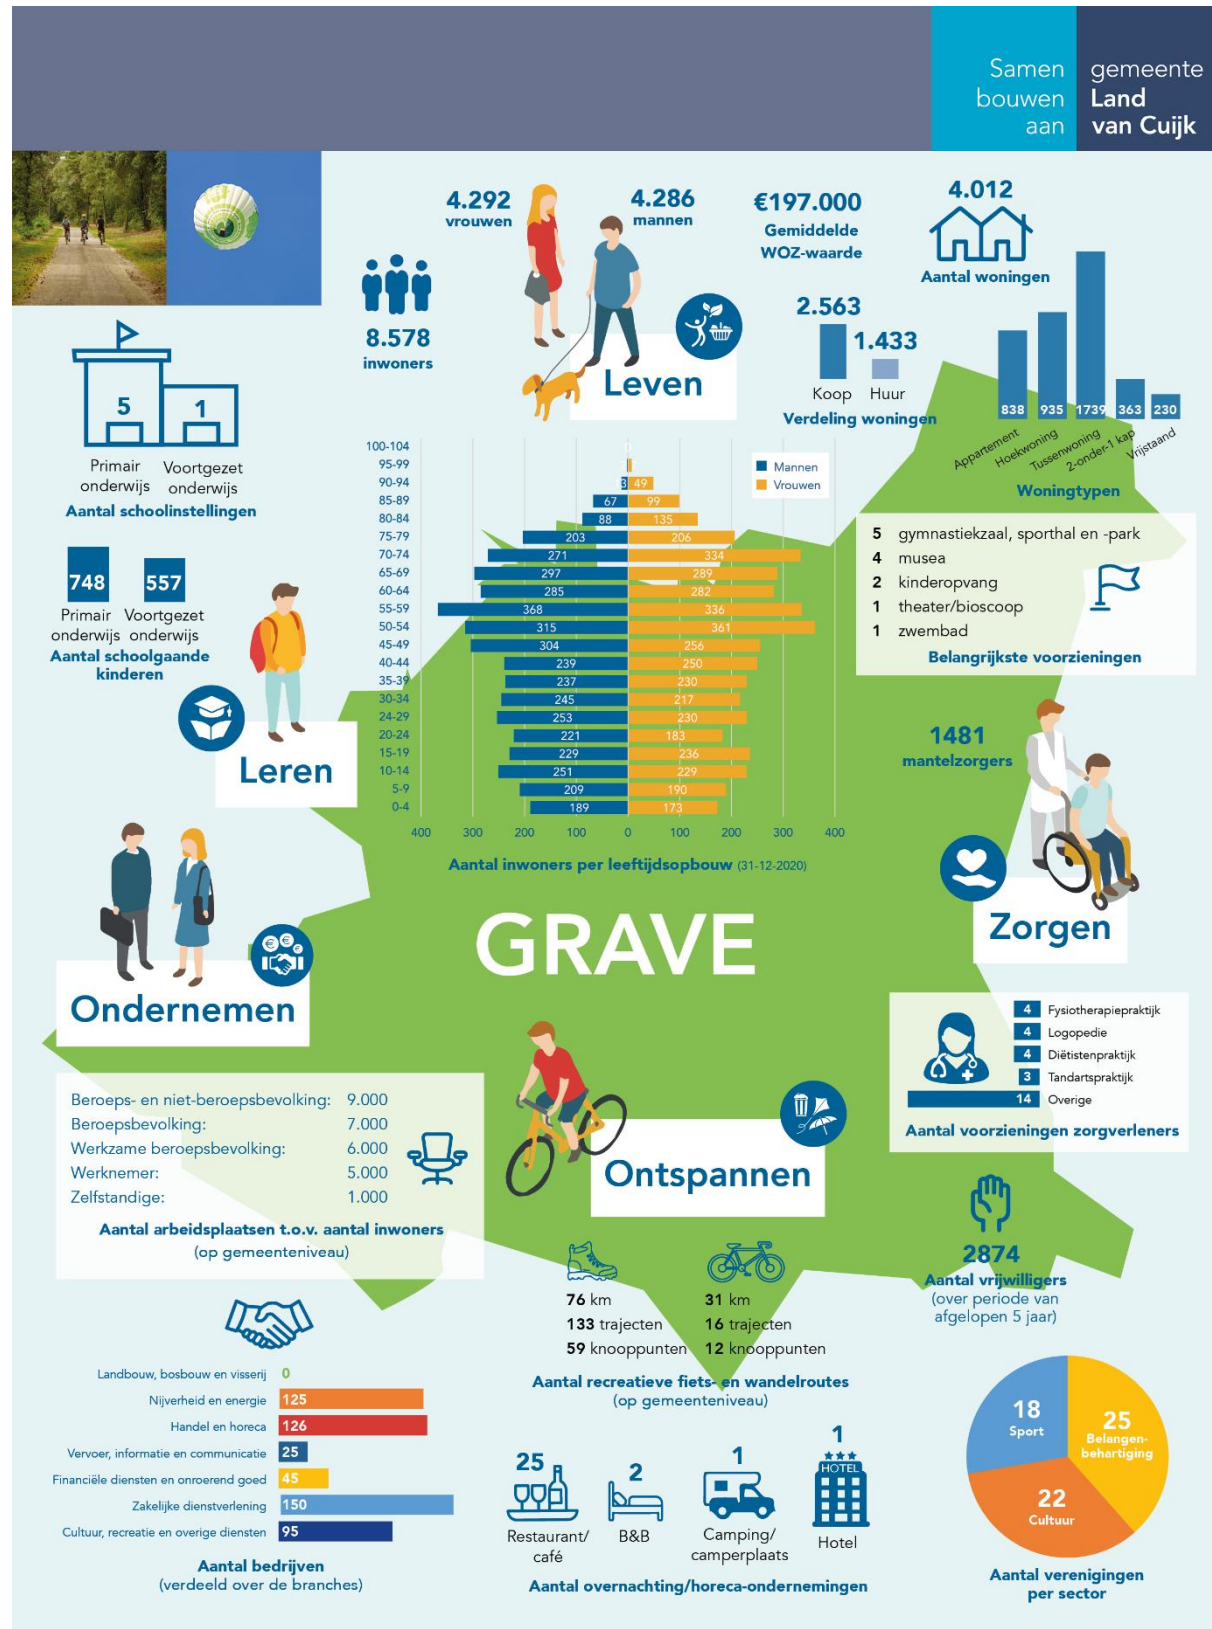 Samen
bouwen
aan
gemeente
Land
van Cuijk
4.292
vrouwen
4.286
mannen
8.578
inwoners
Leven
€197.000
Gemiddelde
WOZ-waarde
4.012
Aantal woningen
2.563
1.433
Koop Huur
Verdeling woningen
838 935 1739 363 230
Appartement
Hoekwoning
Tussenwoning
2-onder-1 kap
Vrijstaand
Woningtypen
5 1
Primair
onderwijs
Voortgezet
onderwijs
Aantal schoolinstellingen
748 557
Primair
onderwijs
Voortgezet
onderwijs
Aantal schoolgaande
kinderen
Leren
Mannen
Vrouwen
100-104 0
95-99
90-94 49
85-89 67 99
80-84 88 135
75-79 203 206
70-74 271 334
65-69 297 289
60-64 285 282
55-59 368 336
50-54 315 361
45-49 304 256
40-44 239 250
35-39 237 230
30-34 245 217
24-29 253 230
20-24 221 183
15-19 229 236
10-14 251 229
5-9 209 190
0-4 189 173
400 300 200 100 0 100 200 300 400
Aantal inwoners per leeftijdsopbouw (31-12-2020)
5 gymnastiekzaal, sporthal en -park
4 musea
2 kinderopvang
1 theater/bioscoop
1 zwembad
Belangrijkste voorzieningen
1481
mantelzorgers
Zorgen
GRAVE
Ondernemen
Beroeps- en niet-beroepsbevolking: 9.000
Beroepsbevolking: 7.000
Werkzame beroepsbevolking: 6.000
Werknemer: 5.000
Zelfstandige: 1.000
Aantal arbeidsplaatsen t.o.v. aantal inwoners
(op gemeenteniveau)
4 Fysiotherapiepraktijk
4 Logopedie
4 Diëtistenpraktijk
3 Tandartspraktijk
14 Overige
Aantal voorzieningen zorgverleners
Ontspannen
76 km
133 trajecten
59 knooppunten
31 km
16 trajecten
12 knooppunten
Aantal recreatieve fiets- en wandelroutes
(op gemeenteniveau)
2874
Aantal vrijwilligers
(over periode van
afgelopen 5 jaar)
Landbouw, bosbouw en visserij 0
Nijverheid en energie 125
Handel en horeca 126
Vervoer, informatie en communicatie 25
Financiële diensten en onroerend goed 45
Zakelijke dienstverlening 150
Cultuur, recreatie en overige diensten 95
Aantal bedrijven
(verdeeld over de branches)
25
Restaurant/
café
2
B&B
1
Camping/
camperplaats
1
HOTEL
Hotel
Aantal overnachting/horeca-ondernemingen
18
Sport
25
Belangen-
behartiging
22
Cultuur
Aantal verenigingen
per sector